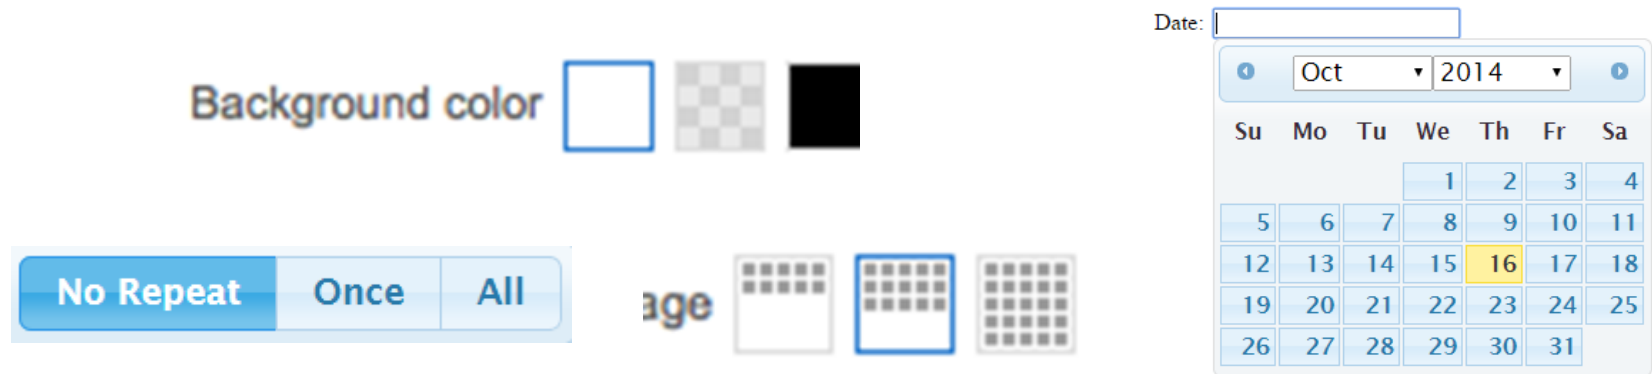 Background color
No Repeat Once All
age
Date:
Oct 2014
Su Mo Tu We Th Fr Sa
1 2 3 4
5 6 7 8 9 10 11
12 13 14 15 16 17 18
19 20 21 22 23 24 25
26 27 28 29 30 31